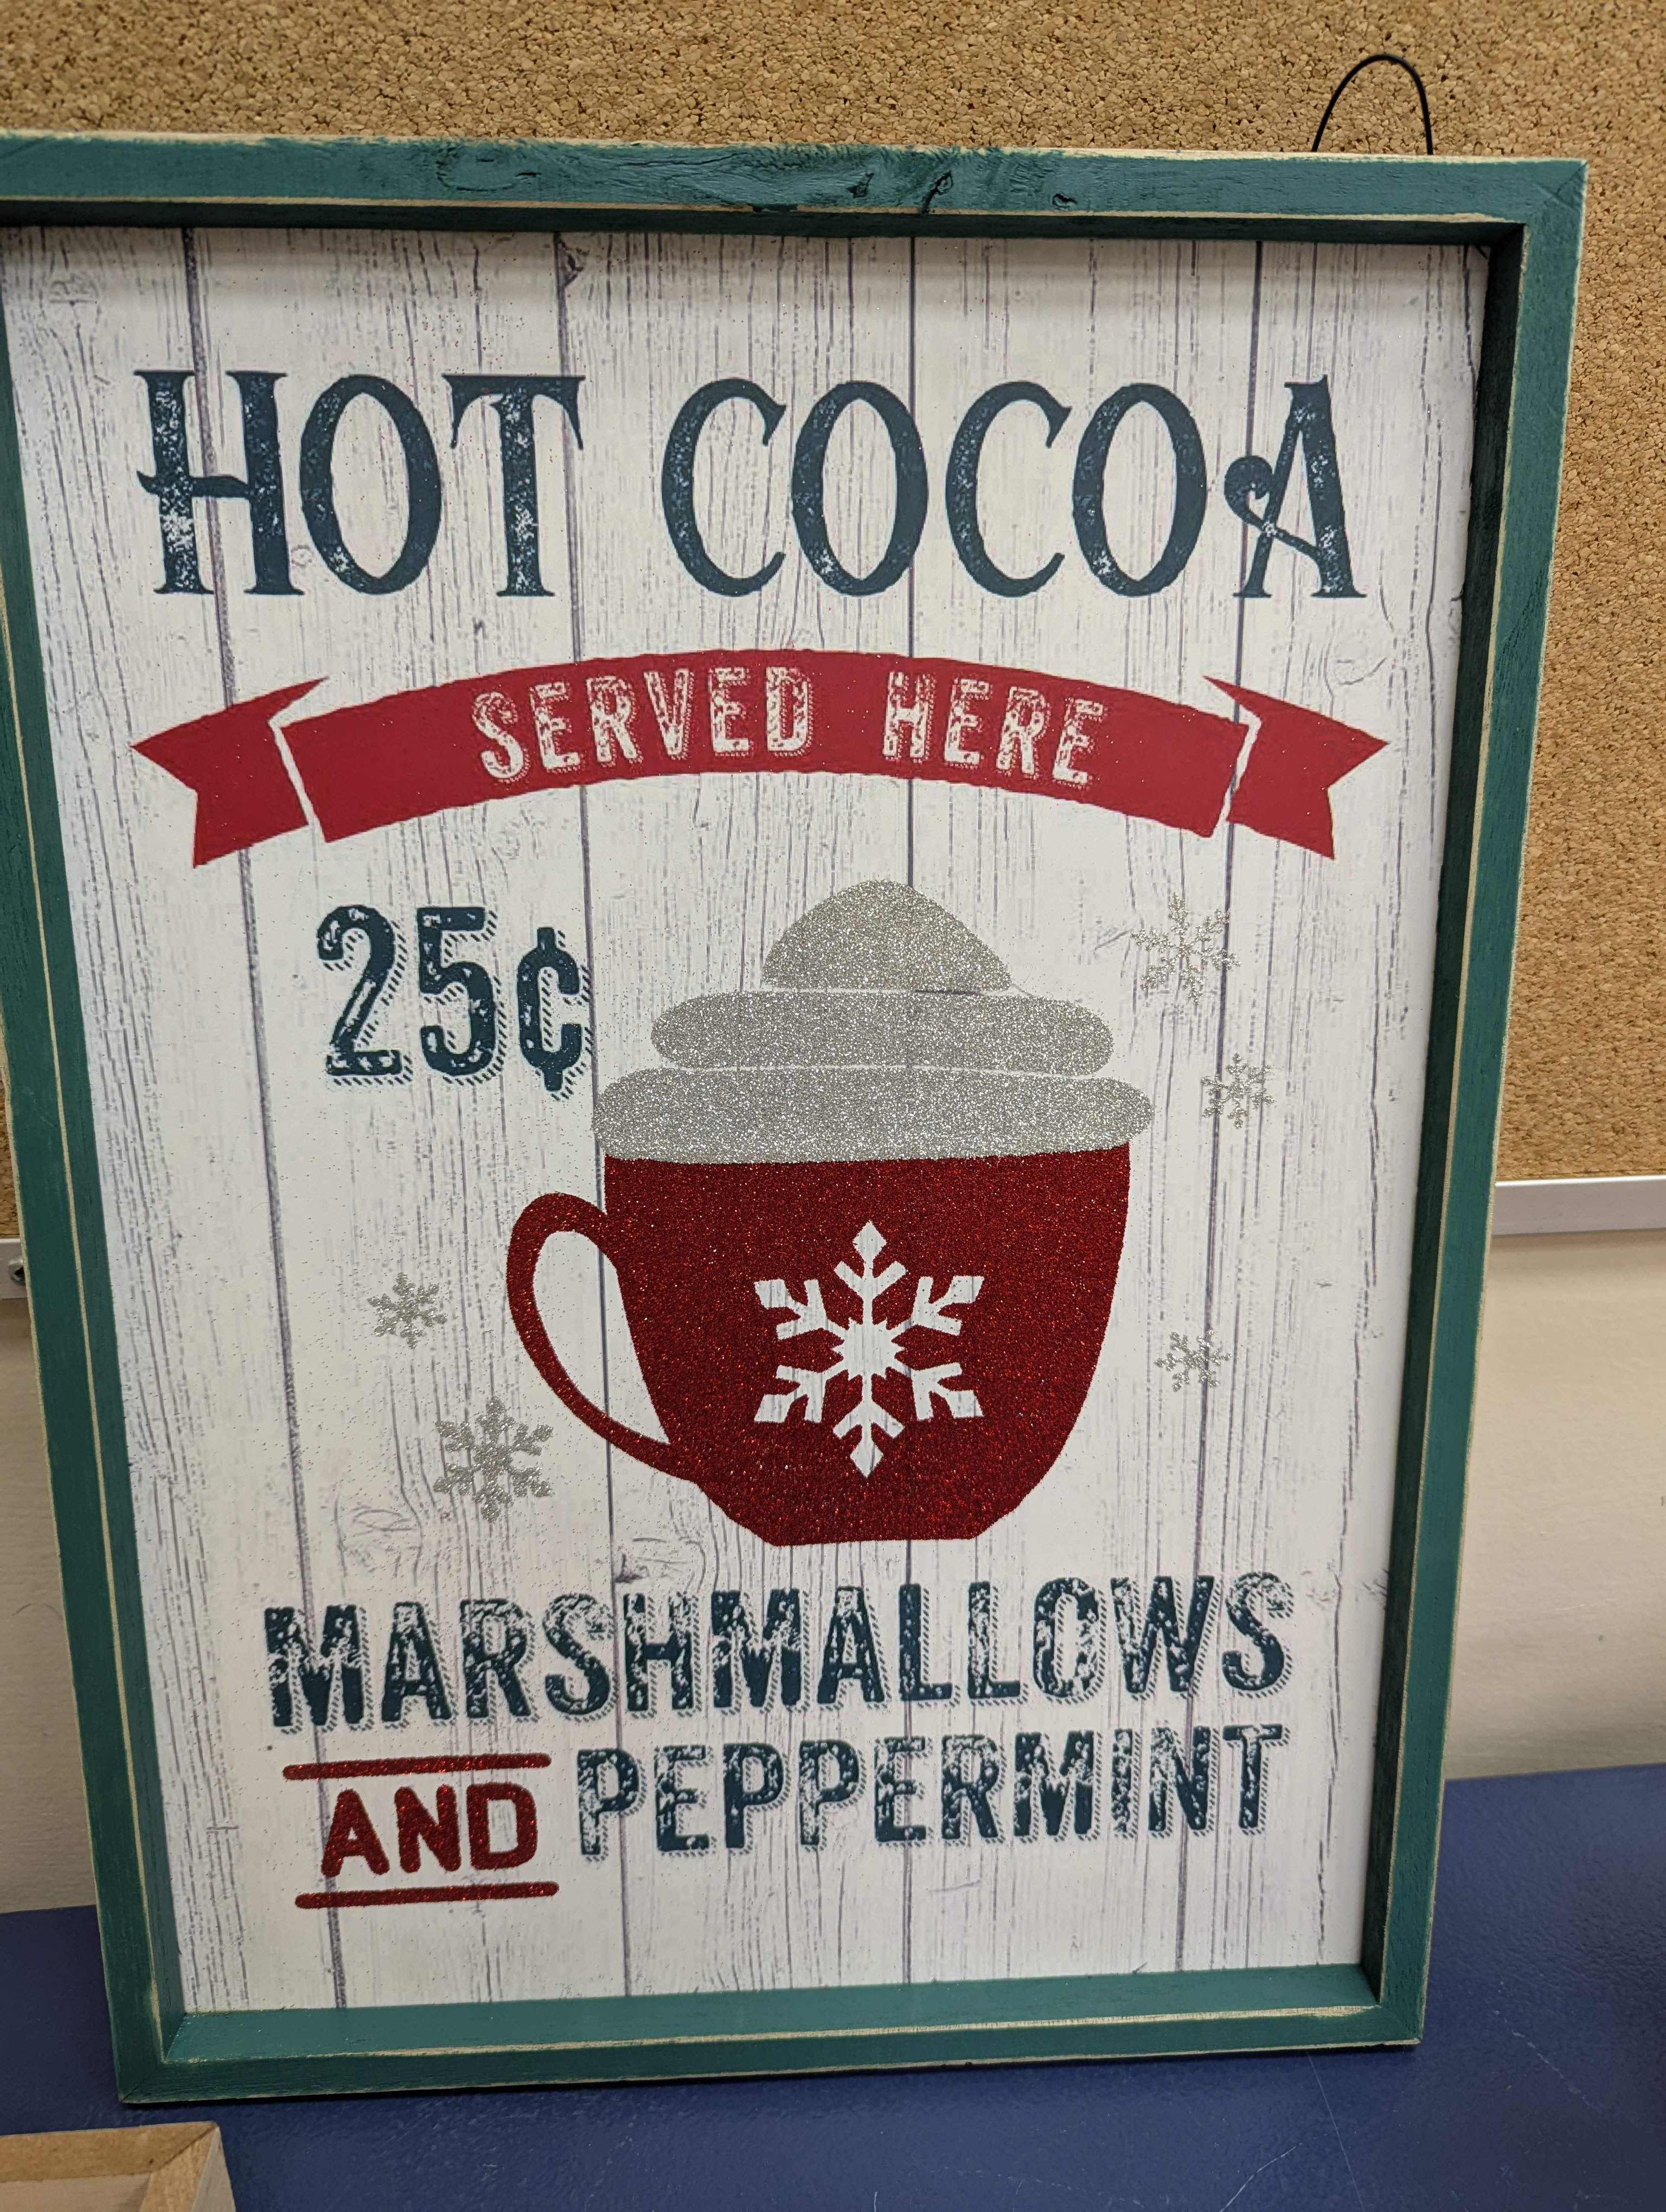 HOT COCOA
SERVED HERE
25¢
MARSHMALLOWS
AND PEPPERMINT